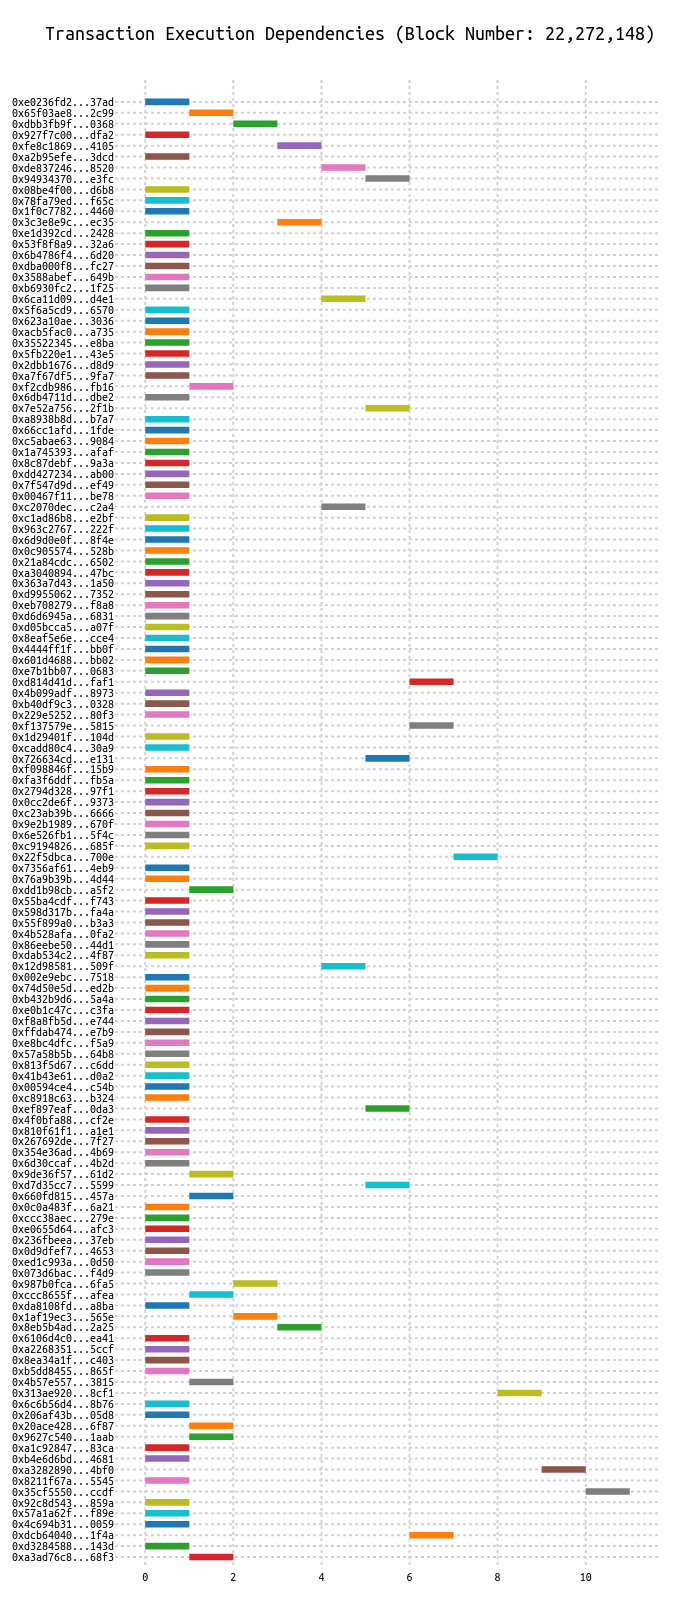 Transaction Execution Dependencies (Block Number: 22,272,148)
0xe0236fd2...37ad
0x65f03ae8...2c99
0xdbb3fb9f...0368
0x927f7c00...dfa2
0xfe8c1869...4105
0xa2b95efe...3dcd
0xde837246...8520
0x94934370...e3fc
0x08be4f00...d6b8
0x78fa79ed...f65c
0x1f0c7782...4460
0x3c3e8e9c...ec35
0xe1d392cd...2428
0x53f8f8a9...32a6
0x6b4786f4...6d20
0xdba000f8...fc27
0x3588abef...649b
0xb6930fc2...1f25
0x6ca11d09...d4e1
0x5f6a5cd9...6570
0x623a10ae...3036
0xacb5fac0...a735
0x35522345...e8ba
0x5fb220e1...43e5
0x2dbb1676...d8d9
0xa7f67df5...9fa7
0xf2cdb986...fb16
0x6db4711d...dbe2
0x7e52a756...2f1b
0xa8938b8d...b7a7
0x66cc1afd...1fde
0xc5abae63...9084
0x1a745393...afaf
0x8c87debf...9a3a
0xdd427234...ab00
0x7f547d9d...ef49
0x00467f11...be78
0xc2070dec...c2a4
0xc1ad86b8...e2bf
0x963c2767...222f
0x6d9d0e0f...8f4e
0x0c905574...528b
0x21a84cdc...6502
0xa3040894...47bc
0x363a7d43...1a50
0xd9955062...7352
0xeb708279...f8a8
0xd6d6945a...6831
0xd05bcca5...a07f
0x8eaf5e6e...cce4
0x4444ff1f...bb0f
0x601d4688...bb02
0xe7b1bb07...0683
0xd814d41d...faf1
0x4b099adf...8973
0xb40df9c3...0328
0x229e5252...80f3
0xf137579e...5815
0x1d29401f...104d
0xcadd80c4...30a9
0x726634cd...e131
0xf098846f...15b9
0xfa3f6ddf...fb5a
0x2794d328...97f1
0x0cc2de6f...9373
0xc23ab39b...6666
0x9e2b1989...670f
0x6e526fb1...5f4c
0xc9194826...685f
0x22f5dbca...700e
0x7356af61...4eb9
0x76a9b39b...4d44
0xdd1b98cb...a5f2
0x55ba4cdf...f743
0x598d317b...fa4a
0x55f899a0...b3a3
0x4b528afa...0fa2
0x86eebe50...44d1
0xdab534c2...4f87
0x12d98581...509f
0x002e9ebc...7518
0x74d50e5d...ed2b
0xb432b9d6...5a4a
0xe0b1c47c...c3fa
0xf8a8fb5d...e744
0xffdab474...e7b9
0xe8bc4dfc...f5a9
0x57a58b5b...64b8
0x813f5d67...c6dd
0x41b43e61...d0a2
0x00594ce4...c54b
0xc8918c63...b324
0xef897eaf...0da3
0x4f0bfa88...cf2e
0x810f61f1...a1e1
0x267692de...7f27
0x354e36ad...4b69
0x6d30ccaf...4b2d
0x9de36f57...61d2
0xd7d35cc7...5599
0x660fd815...457a
0x0c0a483f...6a21
0xccc38aec...279e
0xe0655d64...afc3
0x236fbeea...37eb
0x0d9dfef7...4653
0xed1c993a...0d50
0x073d6bac...f4d9
0x987b0fca...6fa5
0xccc8655f...afea
0xda8108fd...a8ba
0x1af19ec3...565e
0x8eb5b4ad...2a25
0x6106d4c0...ea41
0xa2268351...5ccf
0x8ea34a1f...c403
0xb5dd8455...865f
0x4b57e557...3815
0x313ae920...8cf1
0x6c6b56d4...8b76
0x206af43b...05d8
0x20ace428...6f87
0x9627c540...1aab
0xa1c92847...83ca
0xb4e6d6bd...4681
0xa3282890...4bf0
0x8211f67a...5545
0x35cf5550...ccdf
0x92c8d543...859a
0x57a1a62f...f89e
0x4c694b31...0059
0xdcb64040...1f4a
0xd3284588...143d
0xa3ad76c8...68f3
0 2 4 6 8 10